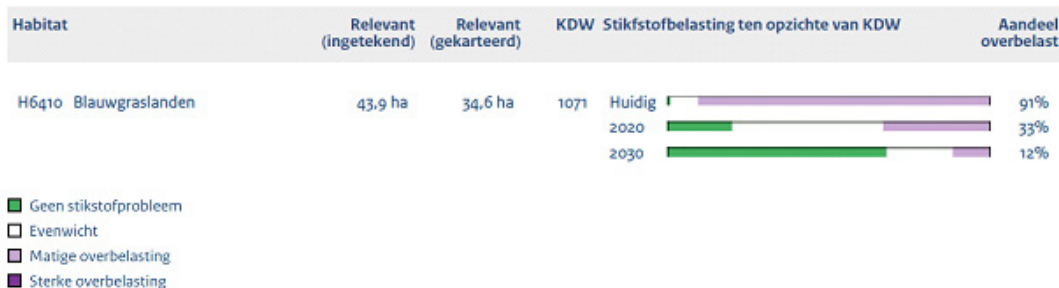 Habitat Relevant (ingetekend) Relevant (gekarteerd) KDW Stikfstofbelasting ten opzichte van KDW Aandeel overbelast
H6410 Blauwgraslanden 43,9 ha 34,6 ha 1071 Huidig 91%
2020 33%
2030 12%
Geen stikstofprobleem
Evenwicht
Matige overbelasting
Sterke overbelasting